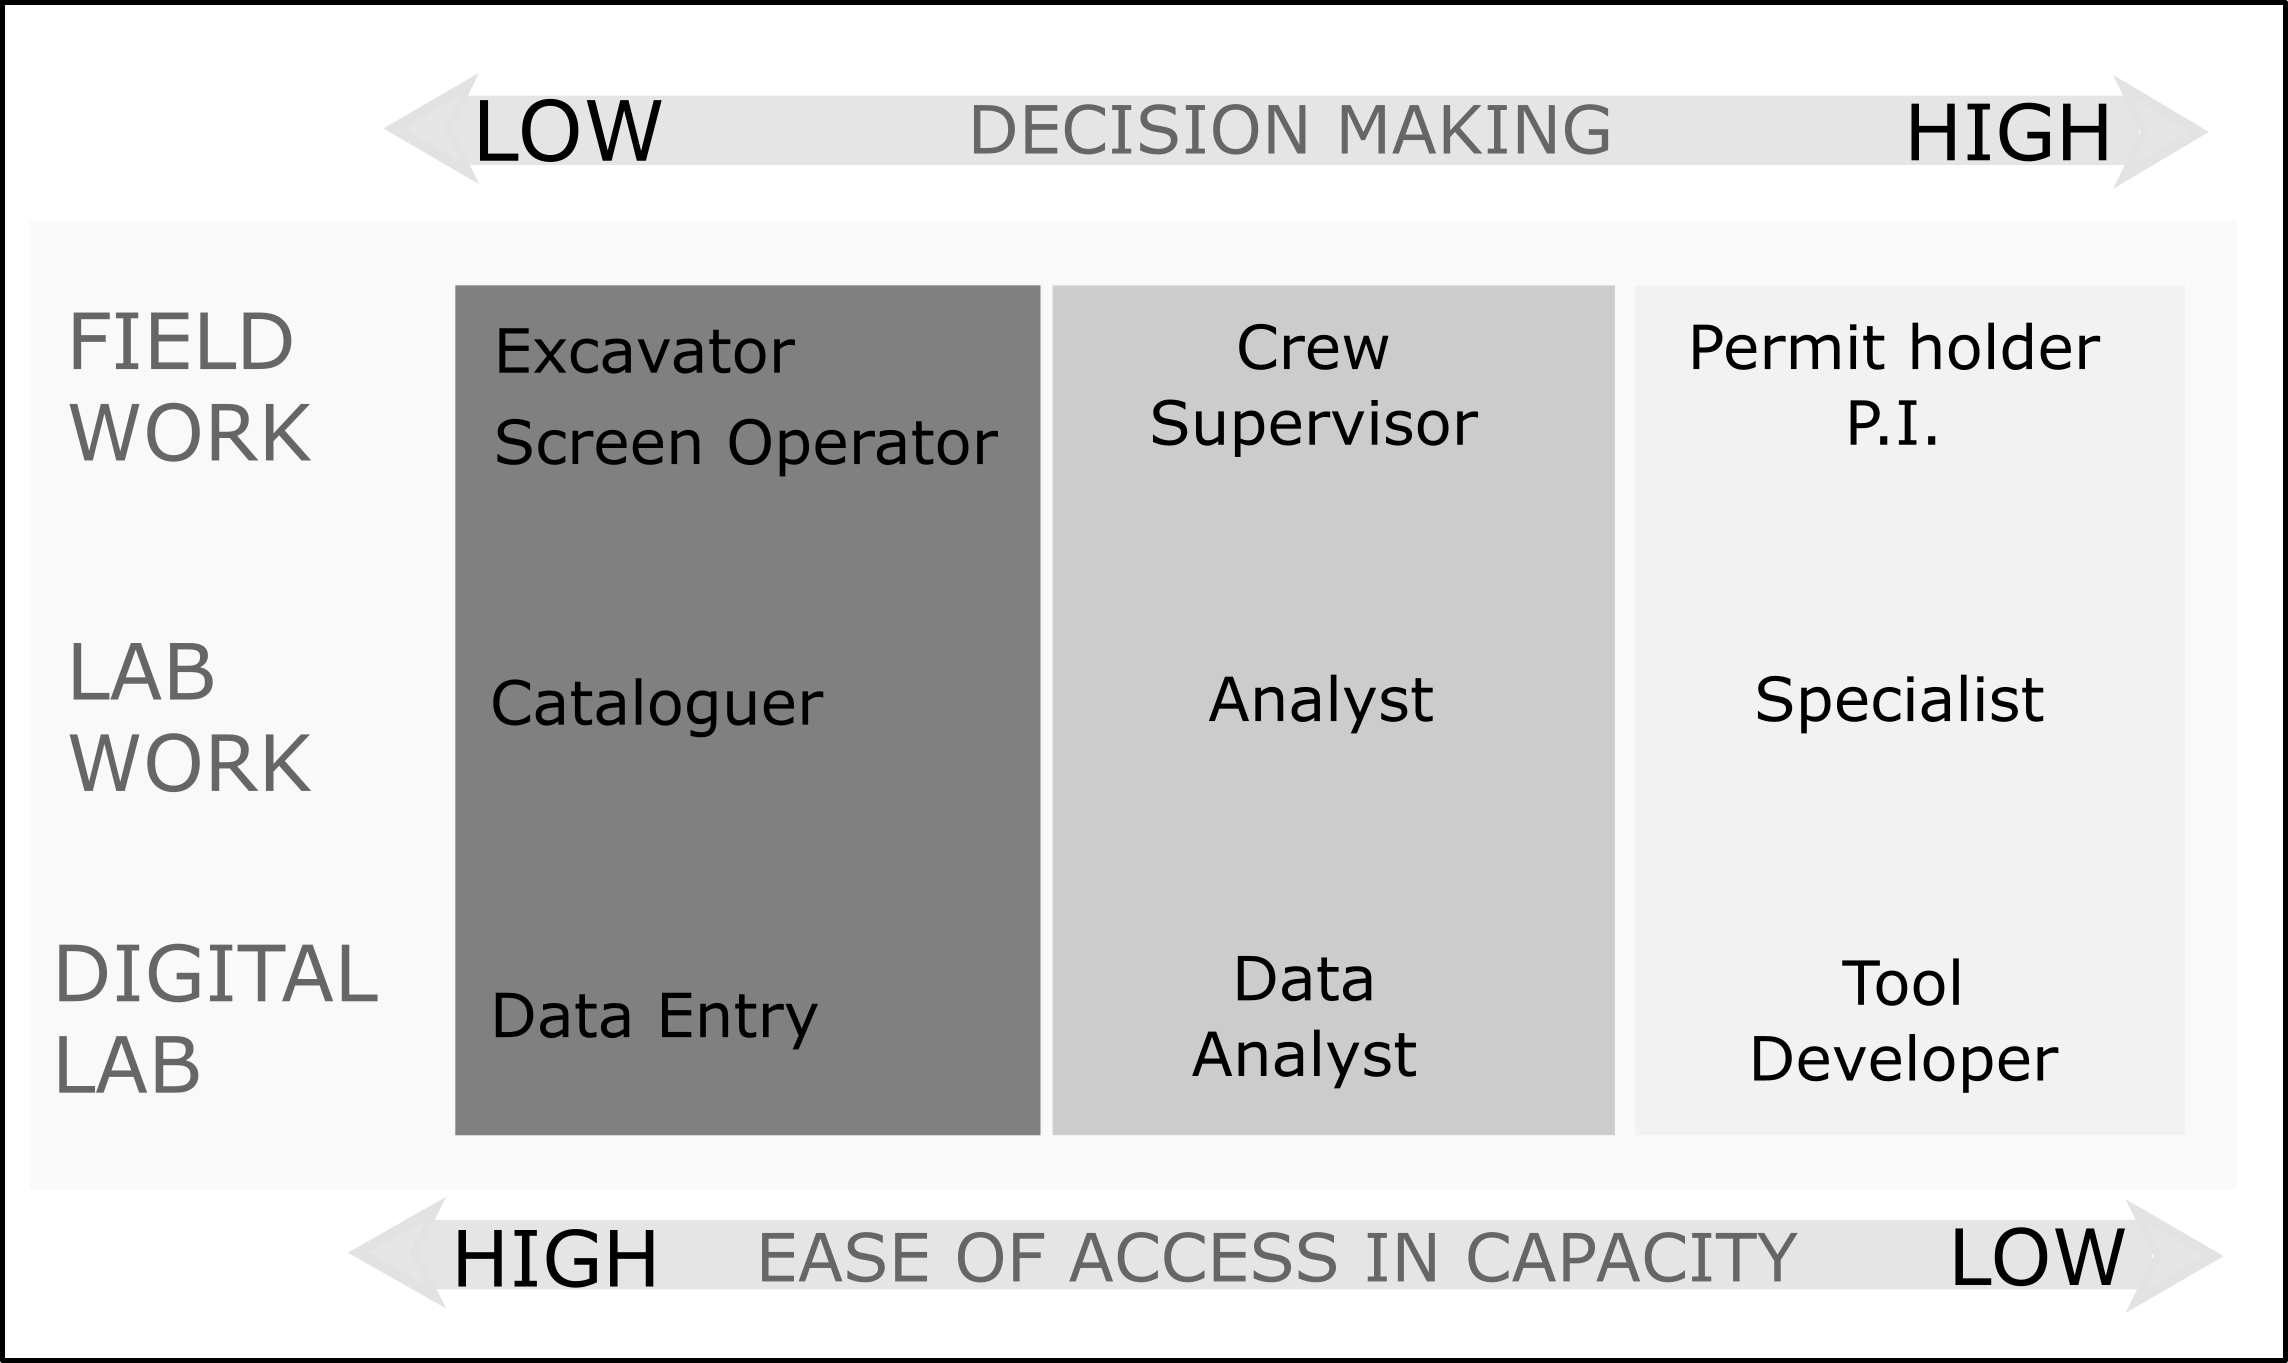 LOW DECISION MAKING HIGH
FIELD
WORK
Excavator
Screen Operator
Crew
Supervisor
Permit holder
P.I.
LAB
WORK
Cataloguer
Analyst
Specialist
DIGITAL
LAB
Data Entry
Data
Analyst
Tool
Developer
HIGH EASE OF ACCESS IN CAPACITY LOW